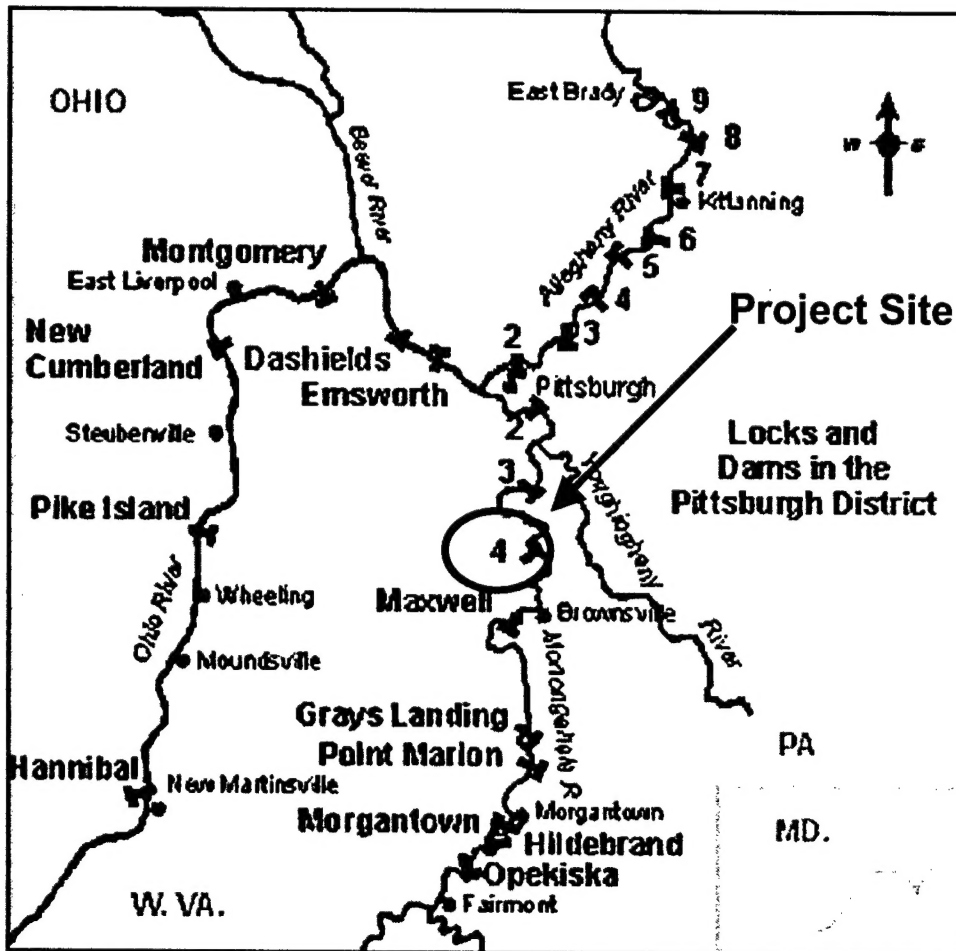 OHIO
East Brady
9
8
7
Kittanning
Allegheny River
6
5
4
3
2
Montgomery
East Liverpool
New
Cumberland
Dashields
Emsworth
Project Site
Pittsburgh
2
Steubenville
Locks and
Dams in the
Pittsburgh District
3
Youghiogheny
River
Pike Island
4
Ohio River
Wheeling
Maxwell
Brownsville
Moundsville
Monongahela R
Grays Landing
Point Marion
PA
Hannibal
New Martinsville
Morgantown
Morgantown
MD.
Hildebrand
Opekiska
W. VA.
Fairmont